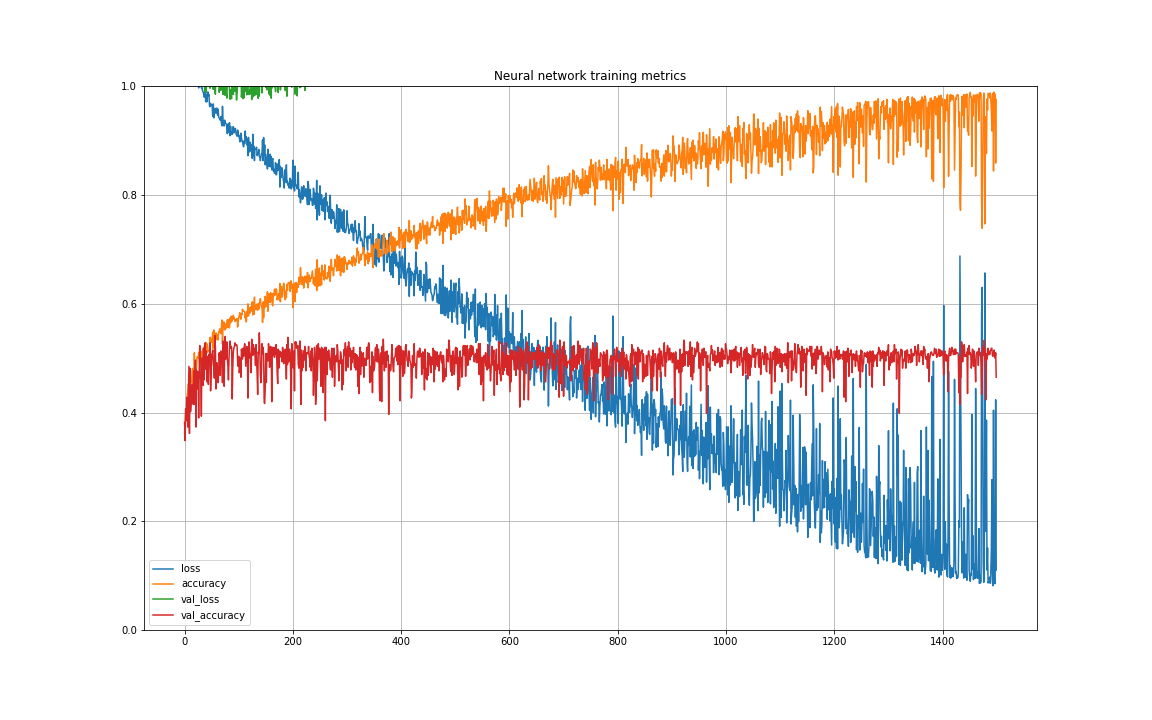 Neural network training metrics
1.0
0.8
0.6
0.4
0.2
0.0
loss
accuracy
val_loss
val_accuracy
0 200 400 600 800 1000 1200 1400